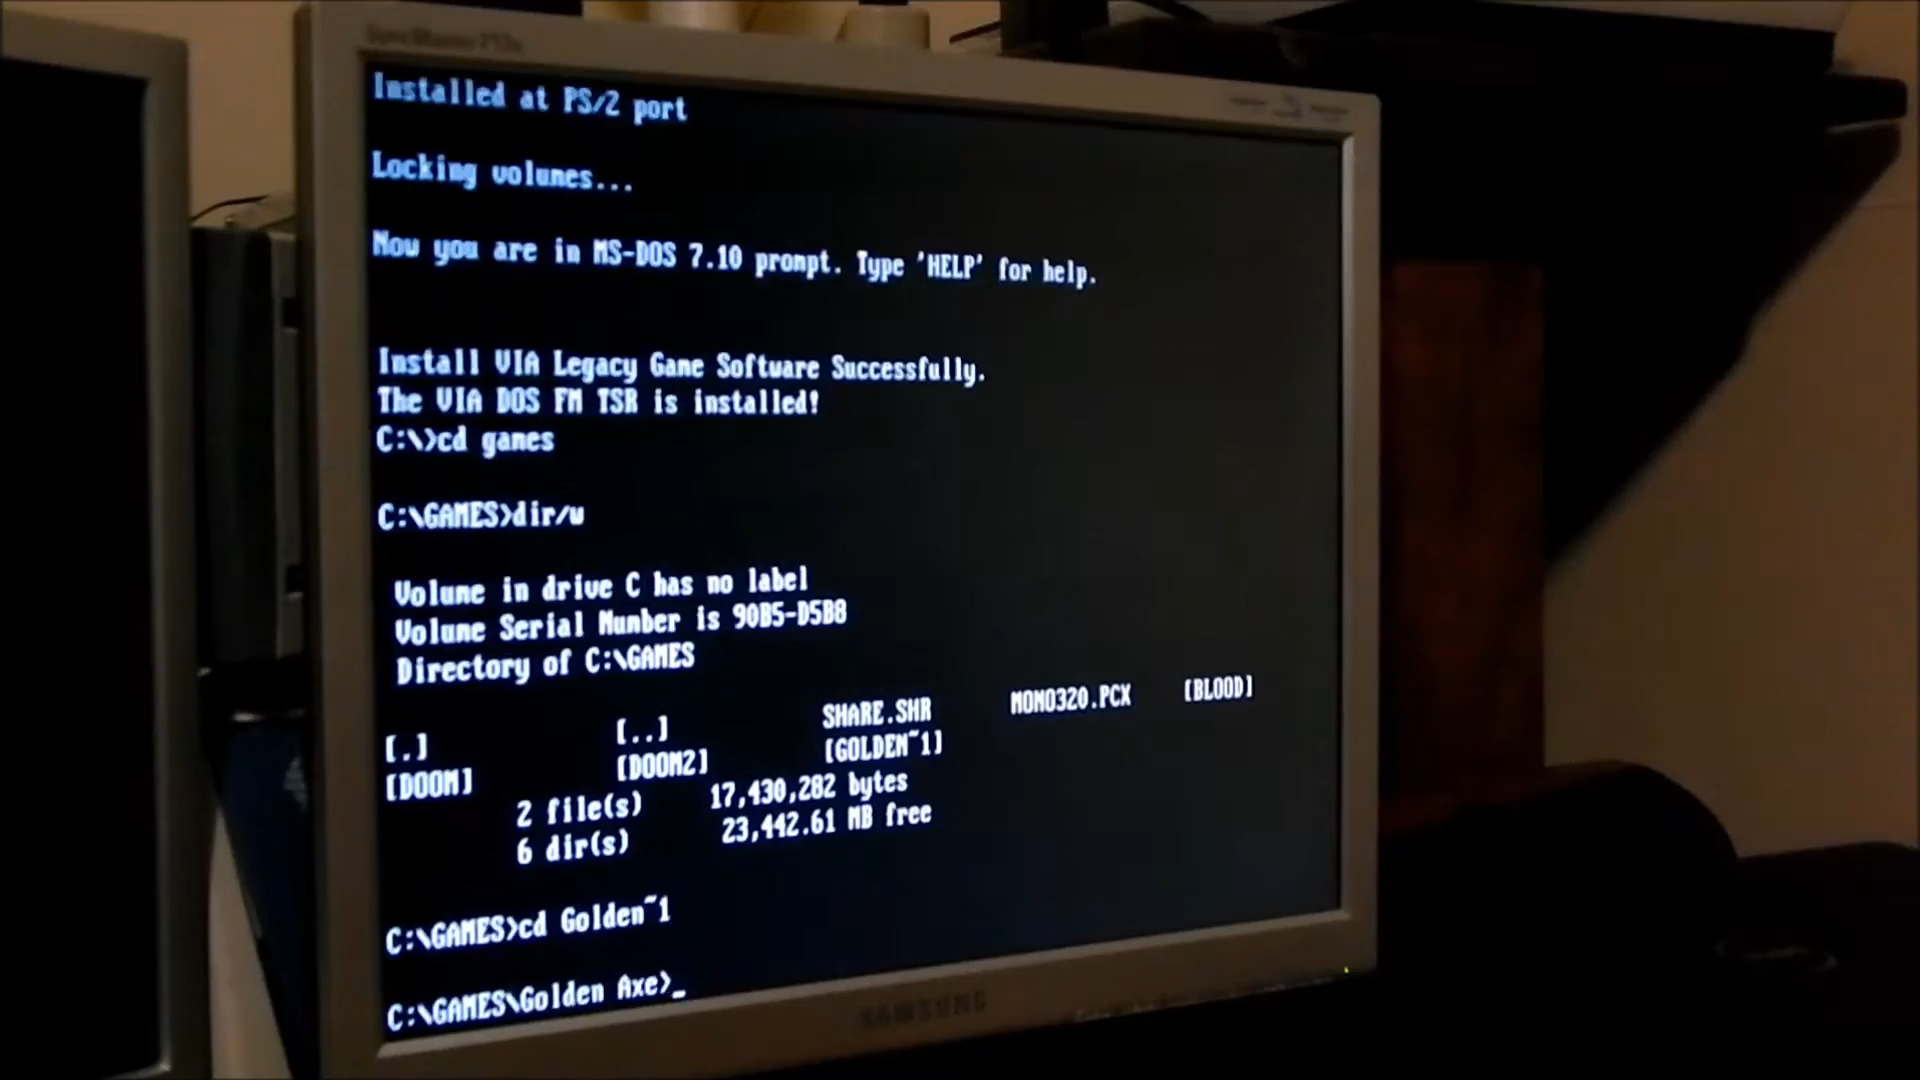 SyncMaster 713n
Installed at PS/2 port
Locking volumes...
Now you are in MS-DOS 7.10 prompt. Type 'HELP' for help.
Install VIA Legacy Game Software Successfully.
The VIA DOS FM TSR is installed!
C:\>cd games
C:\GAMES>dir/w
Volume in drive C has no label
Volume Serial Number is 90B5-D5B8
Directory of C:\GAMES
[.] [..] SHARE.SHR MONO320.PCX [BLOOD]
[DOOM] [DOOM2] [GOLDEN~1]
2 file(s) 17,430,282 bytes
6 dir(s) 23,442.61 MB free
C:\GAMES>cd Golden~1
C:\GAMES\Golden Axe>_
SAMSUNG